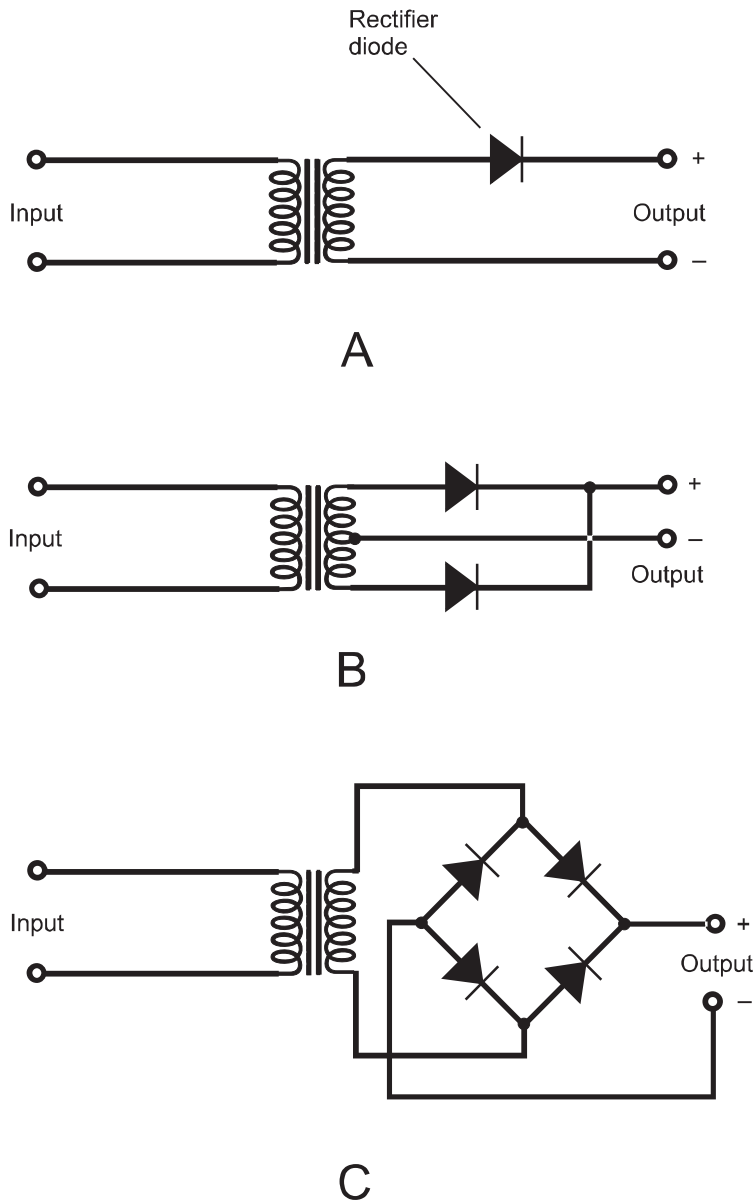 Rectifier
diode
+
Input
Output
–
A
+
Input
–
Output
B
Input
+
Output
–
C